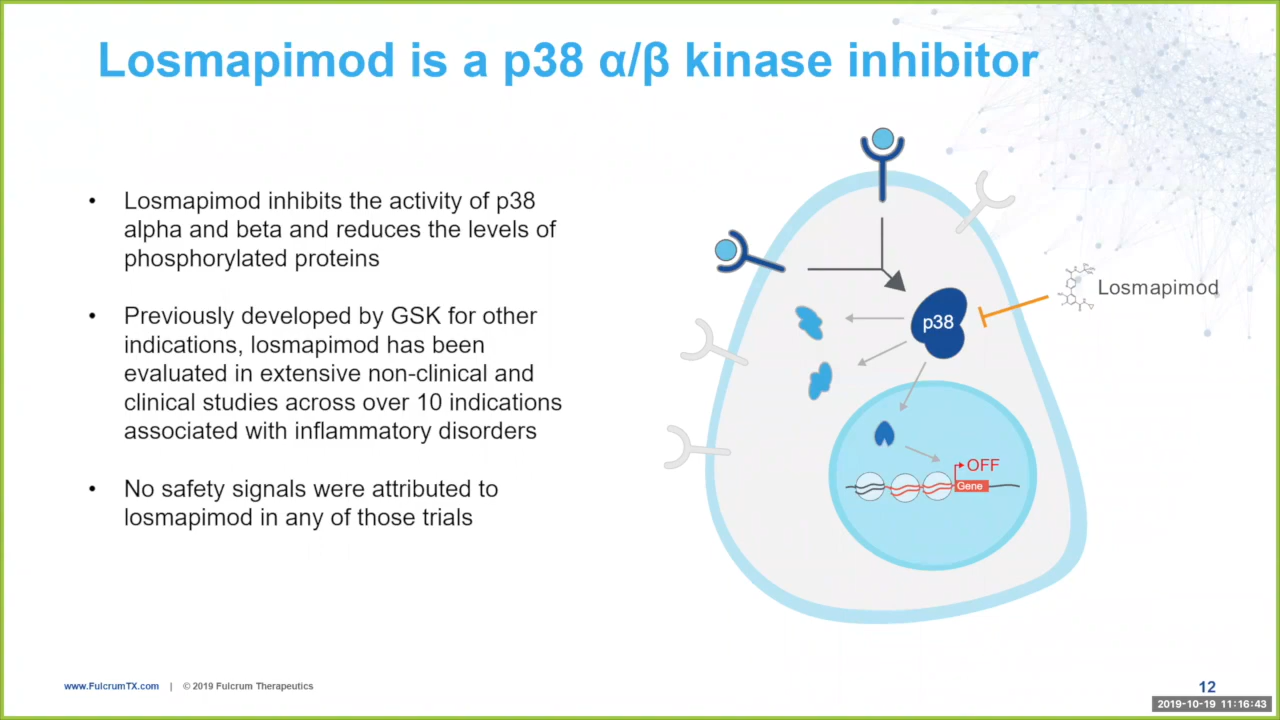 Losmapimod is a p38 α/β kinase inhibitor
• Losmapimod inhibits the activity of p38
alpha and beta and reduces the levels of
phosphorylated proteins
• Previously developed by GSK for other
indications, losmapimod has been
evaluated in extensive non-clinical and
clinical studies across over 10 indications
associated with inflammatory disorders
• No safety signals were attributed to
losmapimod in any of those trials
Losmapimod
p38
OFF
Gene
www.FulcrumTX.com | © 2019 Fulcrum Therapeutics
12
2019-10-19 11:16:43